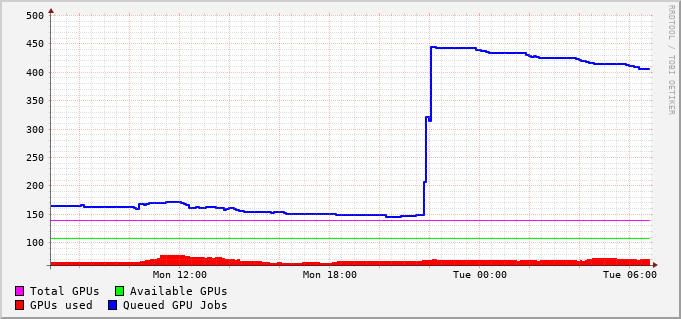 500
450
400
350
300
250
200
150
100
Mon 12:00 Mon 18:00 Tue 00:00 Tue 06:00
Total GPUs Available GPUs
GPUs used Queued GPU Jobs
RRDTOOL / TOBI OETIKER